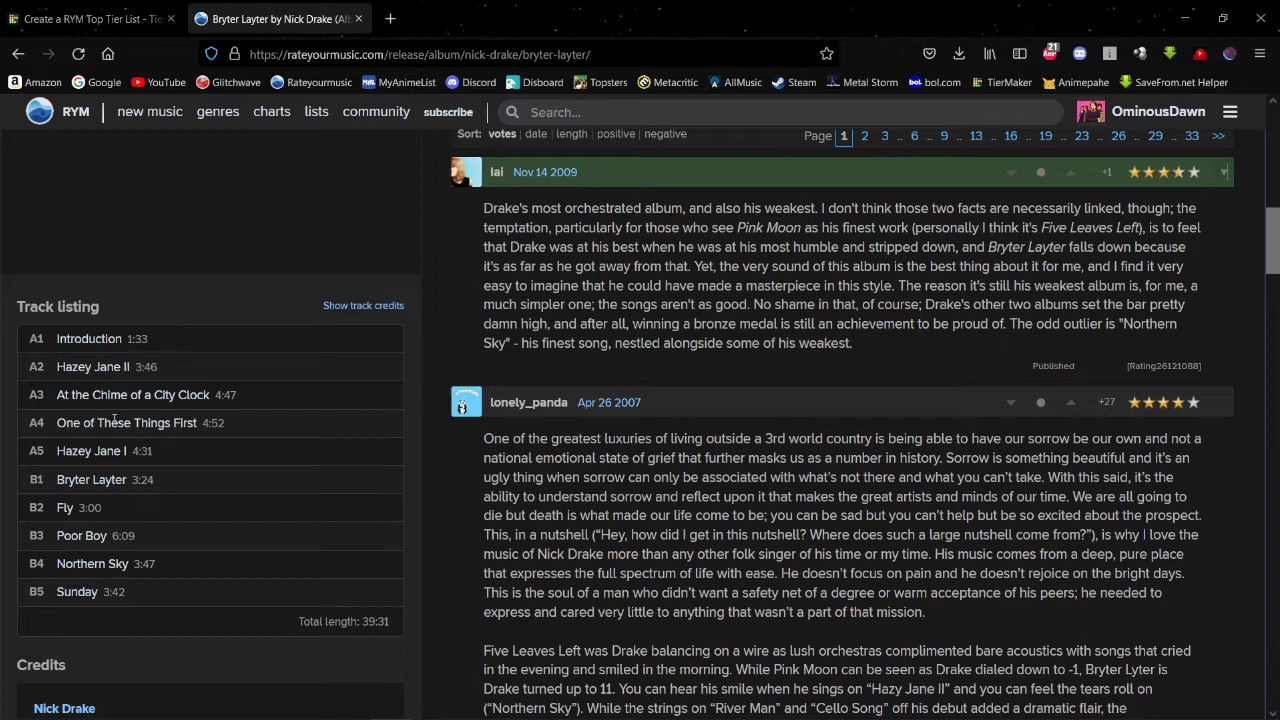 Create a RYM Top Tier List - Tie
Bryter Layter by Nick Drake (Alb
https://rateyourmusic.com/release/album/nick-drake/bryter-layter/
21
Amazon Google YouTube Glitchwave Rateyourmusic MyAnimeList Discord Disboard Topsters Metacritic AllMusic Steam Metal Storm bol.com TierMaker Animepahe SaveFrom.net Helper
RYM new music genres charts lists community subscribe Search... OminousDawn
Sort: votes | date | length | positive | negative
Page 1 2 3 .. 6 .. 9 .. 13 .. 16 .. 19 .. 23 .. 26 .. 29 .. 33 >>
Iai Nov 14 2009 +1
Drake's most orchestrated album, and also his weakest. I don't think those two facts are necessarily linked, though; the
temptation, particularly for those who see Pink Moon as his finest work (personally I think it's Five Leaves Left), is to feel
that Drake was at his best when he was at his most humble and stripped down, and Bryter Layter falls down because
it's as far as he got away from that. Yet, the very sound of this album is the best thing about it for me, and I find it very
easy to imagine that he could have made a masterpiece in this style. The reason it's still his weakest album is, for me, a
much simpler one; the songs aren't as good. No shame in that, of course; Drake's other two albums set the bar pretty
damn high, and after all, winning a bronze medal is still an achievement to be proud of. The odd outlier is "Northern
Sky" - his finest song, nestled alongside some of his weakest.
Published [Rating26121088]
lonely_panda Apr 26 2007 +27
One of the greatest luxuries of living outside a 3rd world country is being able to have our sorrow be our own and not a
national emotional state of grief that further masks us as a number in history. Sorrow is something beautiful and it's an
ugly thing when sorrow can only be associated with what's not there and what you can't take. With this said, it's the
ability to understand sorrow and reflect upon it that makes the great artists and minds of our time. We are all going to
die but death is what made our life come to be; you can be sad but you can't help but be so excited about the prospect.
This, in a nutshell (“Hey, how did I get in this nutshell? Where does such a large nutshell come from?”), is why I love the
music of Nick Drake more than any other folk singer of his time or my time. His music comes from a deep, pure place
that expresses the full spectrum of life with ease. He doesn't focus on pain and he doesn't rejoice on the bright days.
This is the soul of a man who didn't want a safety net of a degree or warm acceptance of his peers; he needed to
express and cared very little to anything that wasn't a part of that mission.
Five Leaves Left was Drake balancing on a wire as lush orchestras complimented bare acoustics with songs that cried
in the evening and smiled in the morning. While Pink Moon can be seen as Drake dialed down to -1, Bryter Lyter is
Drake turned up to 11. You can hear his smile when he sings on “Hazy Jane II” and you can feel the tears roll on
(“Northern Sky”). While the strings on “River Man” and “Cello Song” off his debut added a dramatic flair, the
Track listing Show track credits
A1 Introduction 1:33
A2 Hazey Jane II 3:46
A3 At the Chime of a City Clock 4:47
A4 One of These Things First 4:52
A5 Hazey Jane I 4:31
B1 Bryter Layter 3:24
B2 Fly 3:00
B3 Poor Boy 6:09
B4 Northern Sky 3:47
B5 Sunday 3:42
Total length: 39:31
Credits
Nick Drake